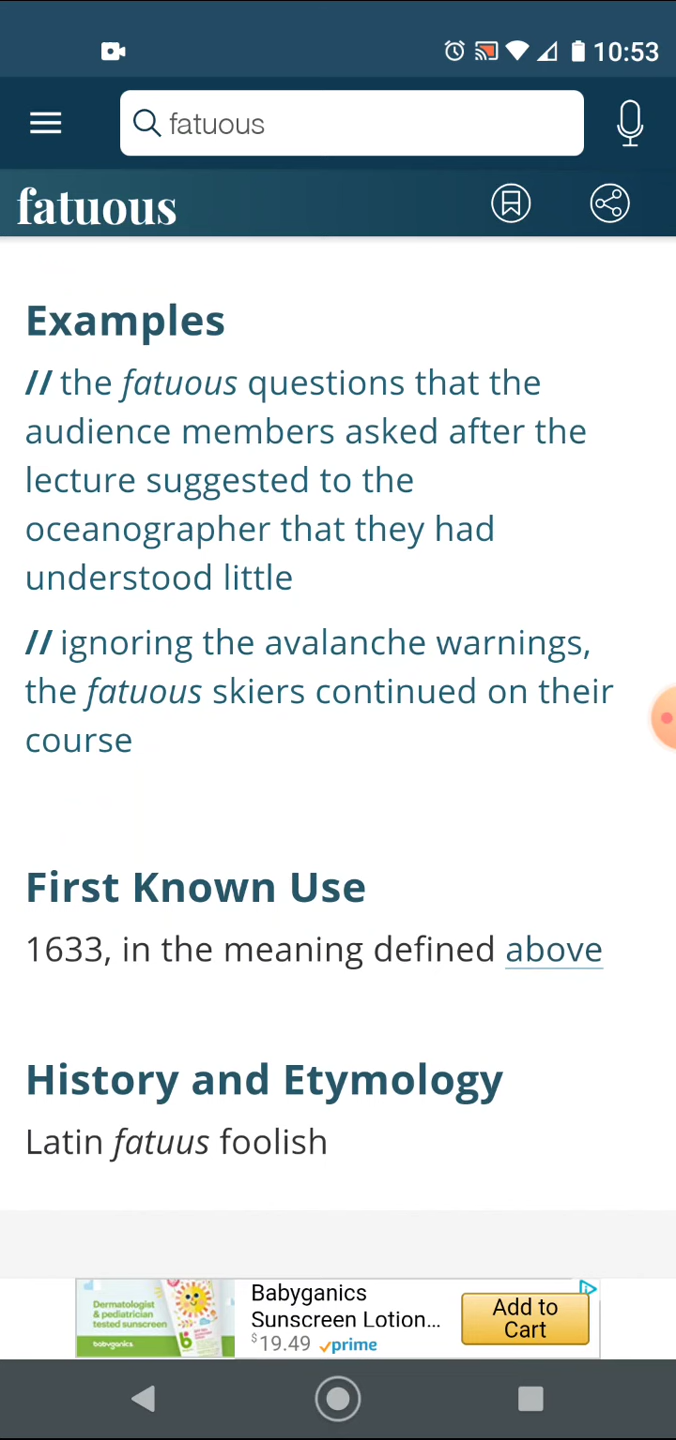 10:53
fatuous
fatuous
Examples
// the fatuous questions that the
audience members asked after the
lecture suggested to the
oceanographer that they had
understood little
// ignoring the avalanche warnings,
the fatuous skiers continued on their
course
First Known Use
1633, in the meaning defined above
History and Etymology
Latin fatuus foolish
Dermatologist
& pediatrician
tested sunscreen
babyganics
Babyganics
Sunscreen Lotion...
$19.49 prime
Add to
Cart